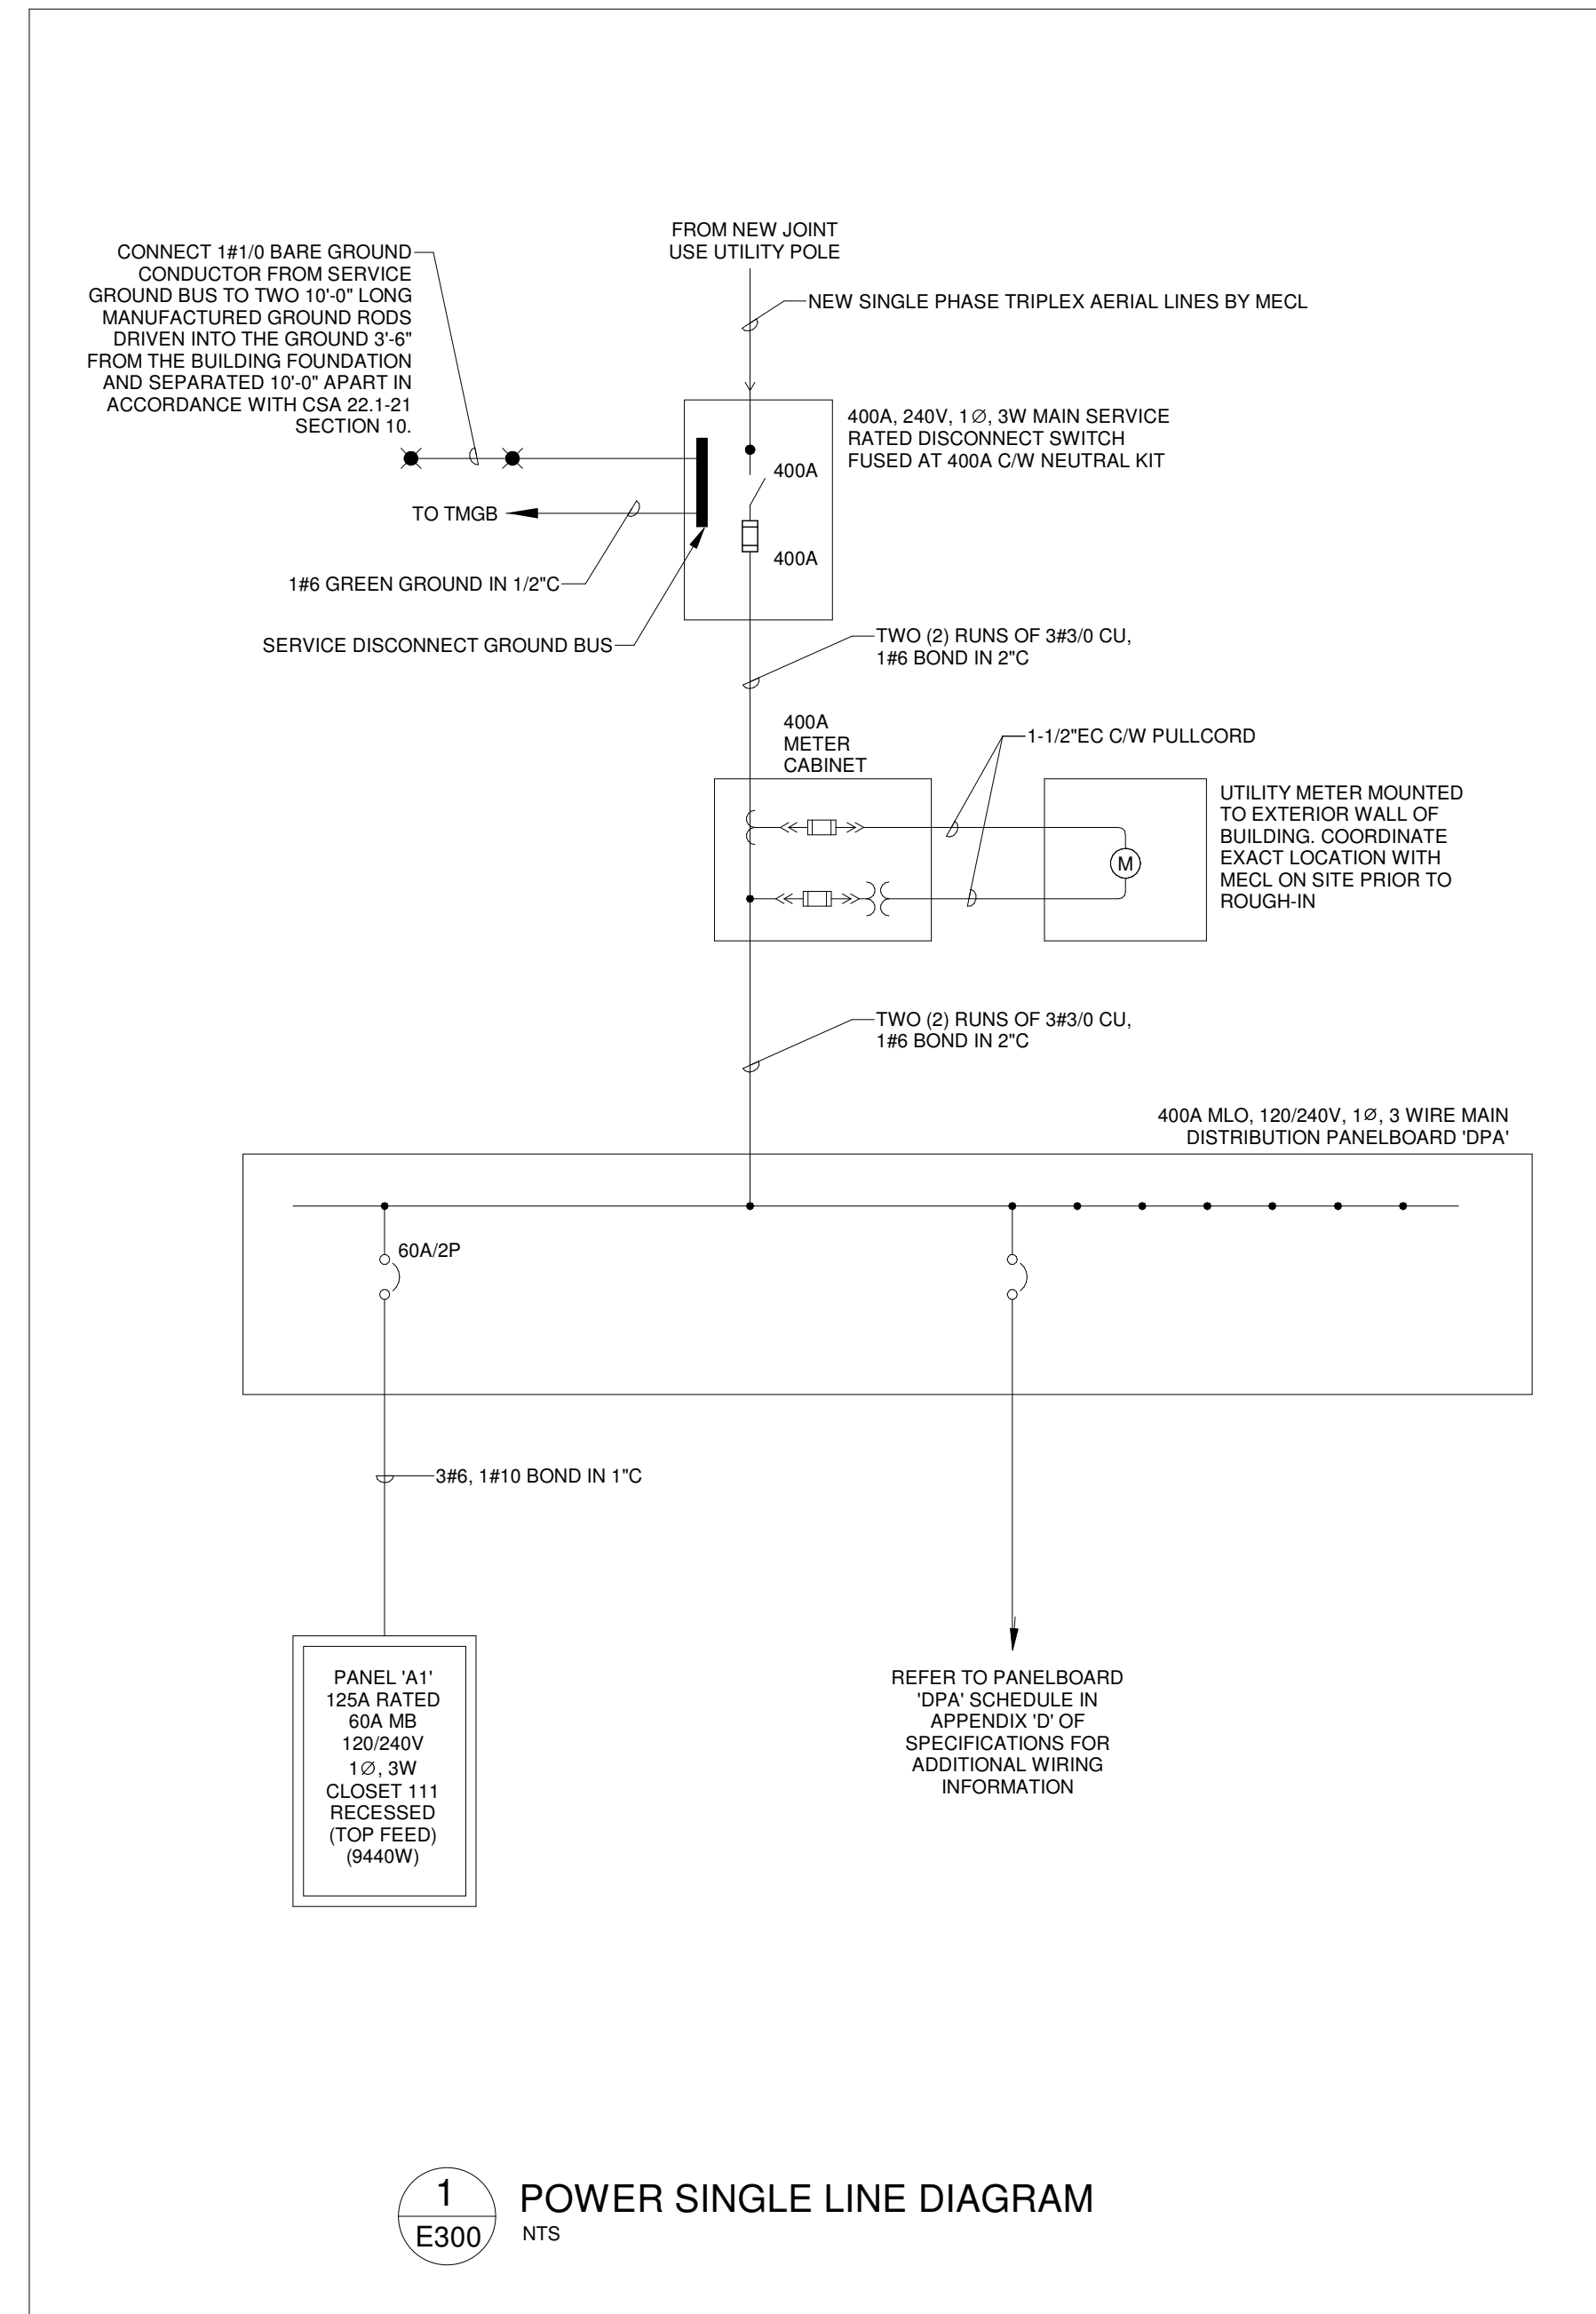 FROM NEW JOINT
USE UTILITY POLE
CONNECT 1#1/0 BARE GROUND
CONDUCTOR FROM SERVICE
GROUND BUS TO TWO 10'-0" LONG
MANUFACTURED GROUND RODS
DRIVEN INTO THE GROUND 3'-6"
FROM THE BUILDING FOUNDATION
AND SEPARATED 10'-0" APART IN
ACCORDANCE WITH CSA 22.1-21
SECTION 10.
NEW SINGLE PHASE TRIPLEX AERIAL LINES BY MECL
400A, 240V, 1Ø, 3W MAIN SERVICE
RATED DISCONNECT SWITCH
FUSED AT 400A C/W NEUTRAL KIT
400A
400A
TO TMGB
1#6 GREEN GROUND IN 1/2"C
SERVICE DISCONNECT GROUND BUS
TWO (2) RUNS OF 3#3/0 CU,
1#6 BOND IN 2"C
400A
METER
CABINET
1-1/2"EC C/W PULLCORD
M
UTILITY METER MOUNTED
TO EXTERIOR WALL OF
BUILDING. COORDINATE
EXACT LOCATION WITH
MECL ON SITE PRIOR TO
ROUGH-IN
TWO (2) RUNS OF 3#3/0 CU,
1#6 BOND IN 2"C
400A MLO, 120/240V, 1Ø, 3 WIRE MAIN
DISTRIBUTION PANELBOARD 'DPA'
60A/2P
3#6, 1#10 BOND IN 1"C
PANEL 'A1'
125A RATED
60A MB
120/240V
1Ø, 3W
CLOSET 111
RECESSED
(TOP FEED)
(9440W)
REFER TO PANELBOARD
'DPA' SCHEDULE IN
APPENDIX 'D' OF
SPECIFICATIONS FOR
ADDITIONAL WIRING
INFORMATION
1
E300
POWER SINGLE LINE DIAGRAM
NTS